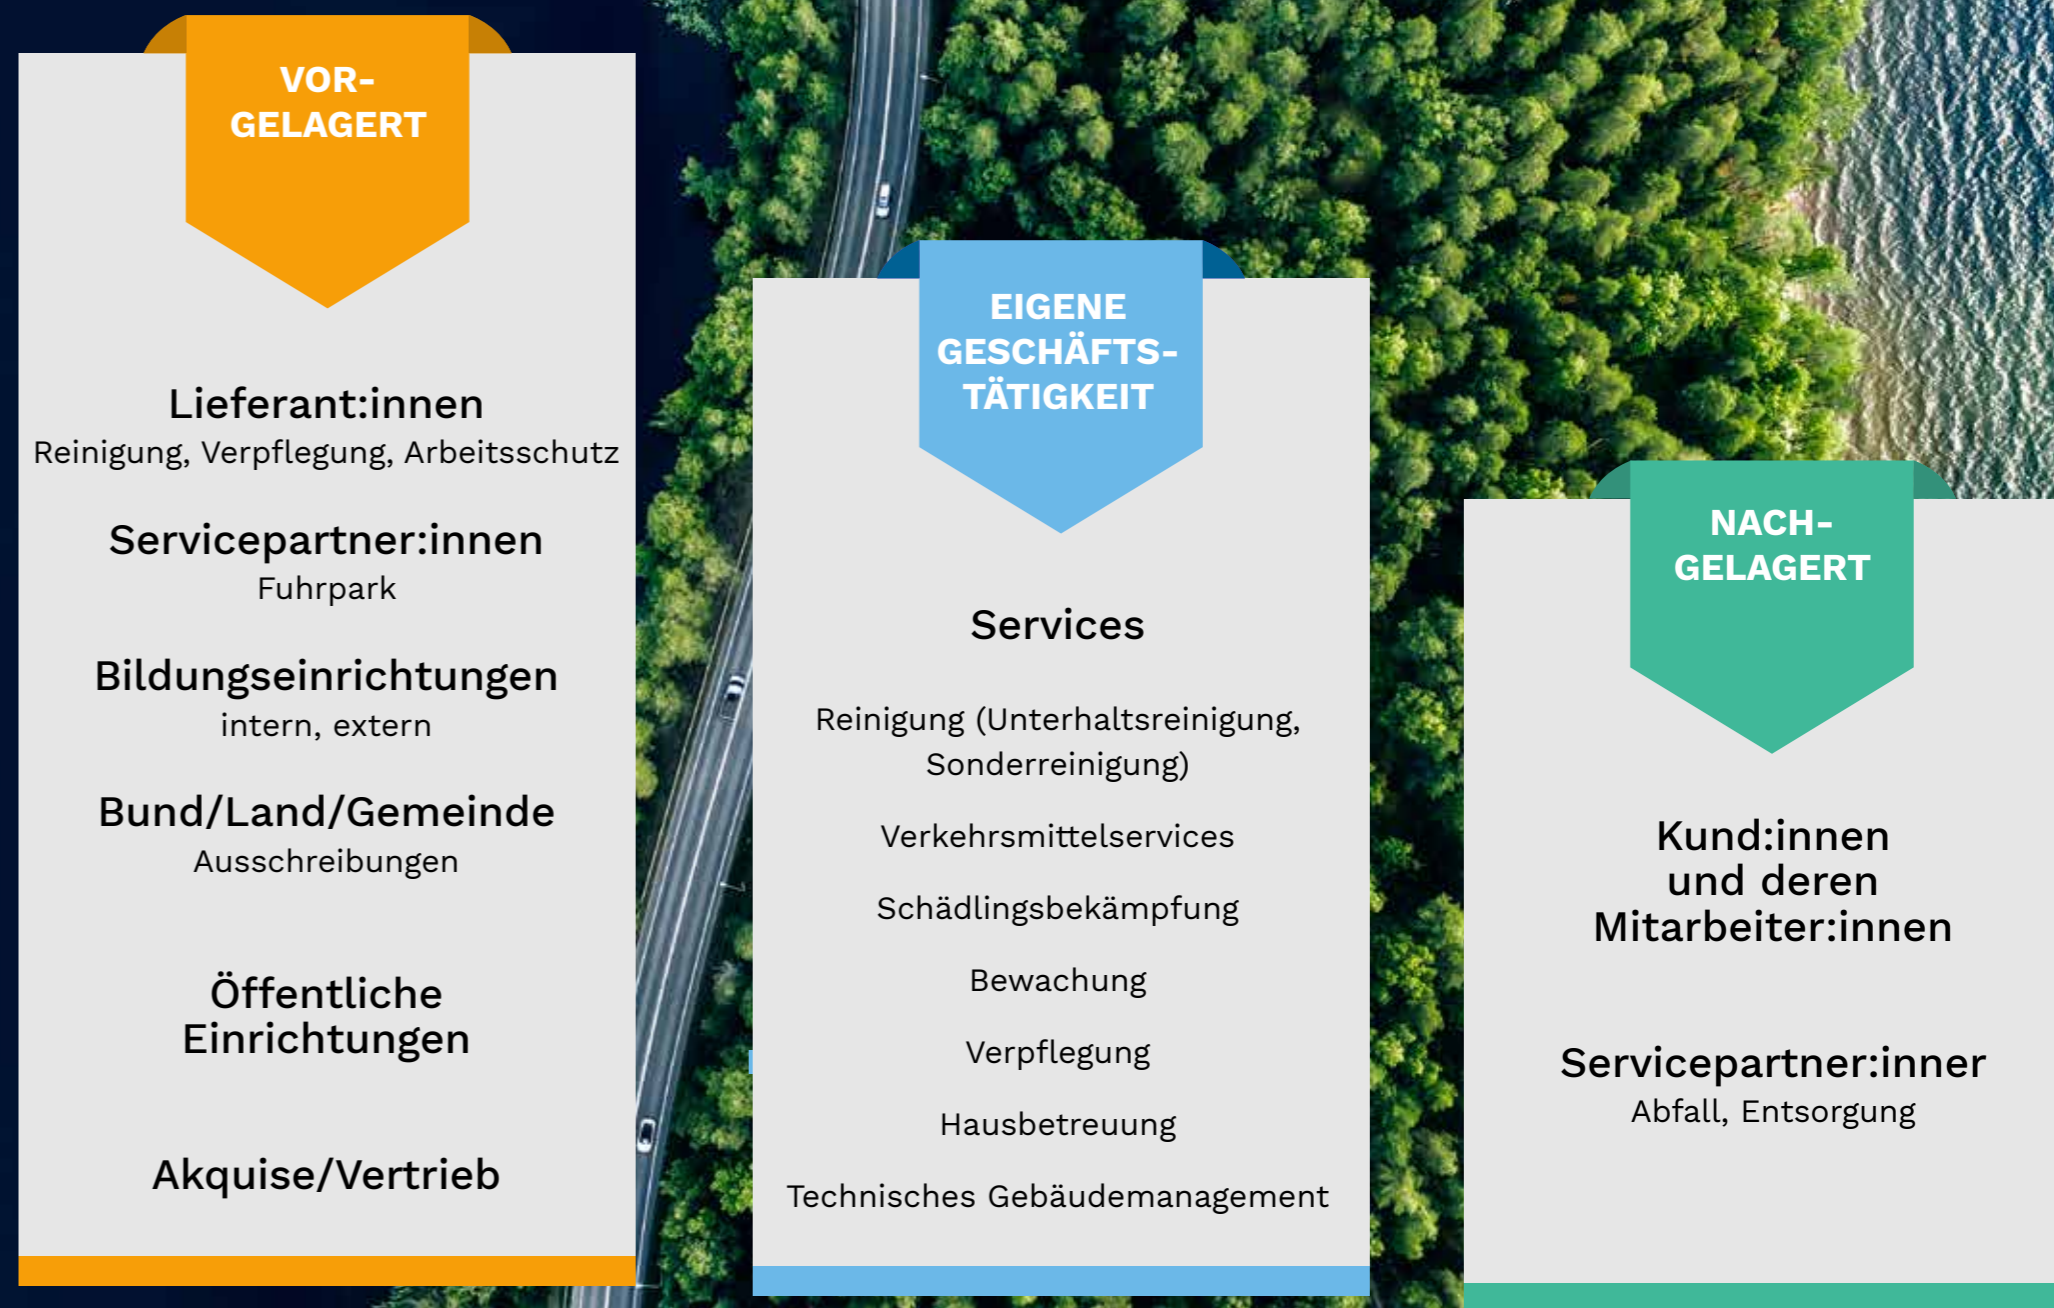 VOR-
GELAGERT
Lieferant:innen
Reinigung, Verpflegung, Arbeitsschutz
Servicepartner:innen
Fuhrpark
Bildungseinrichtungen
intern, extern
Bund/Land/Gemeinde
Ausschreibungen
Öffentliche
Einrichtungen
Akquise/Vertrieb
EIGENE
GESCHÄFTS-
TÄTIGKEIT
Services
Reinigung (Unterhaltsreinigung,
Sonderreinigung)
Verkehrsmittelservices
Schädlingsbekämpfung
Bewachung
Verpflegung
Hausbetreuung
Technisches Gebäudemanagement
NACH-
GELAGERT
Kund:innen
und deren
Mitarbeiter:innen
Servicepartner:inner
Abfall, Entsorgung